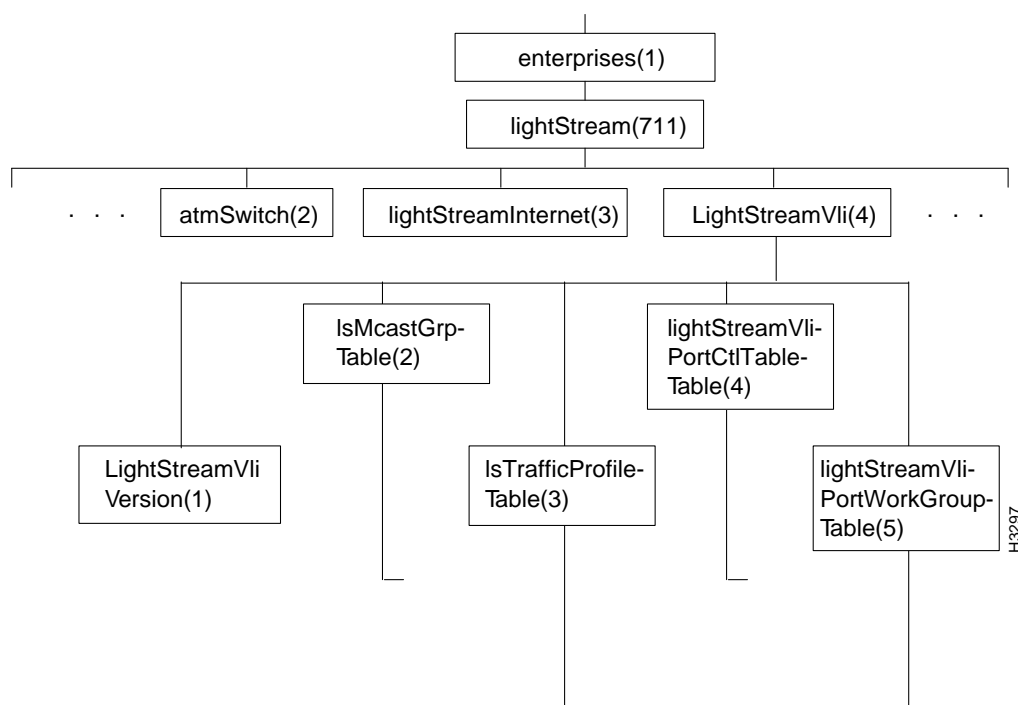 enterprises(1)
lightStream(711)
. . .
atmSwitch(2)
lightStreamInternet(3)
LightStreamVli(4)
. . .
lsMcastGrp-
Table(2)
lightStreamVli-
PortCtlTable-
Table(4)
LightStreamVli
Version(1)
lsTrafficProfile-
Table(3)
lightStreamVli-
PortWorkGroup-
Table(5)
H3297